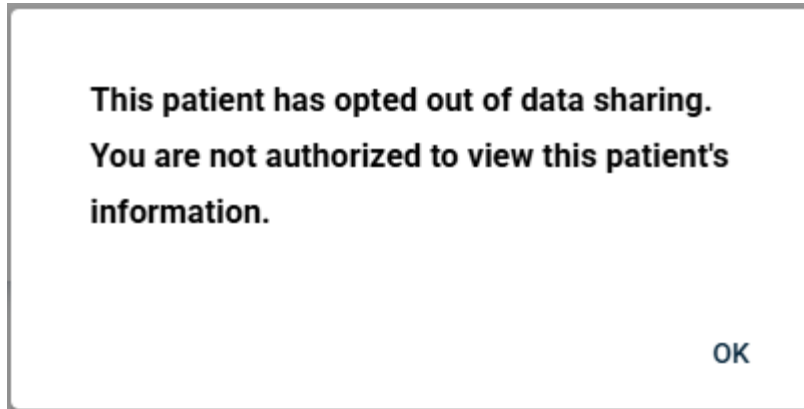 This patient has opted out of data sharing.
You are not authorized to view this patient's
information.
OK